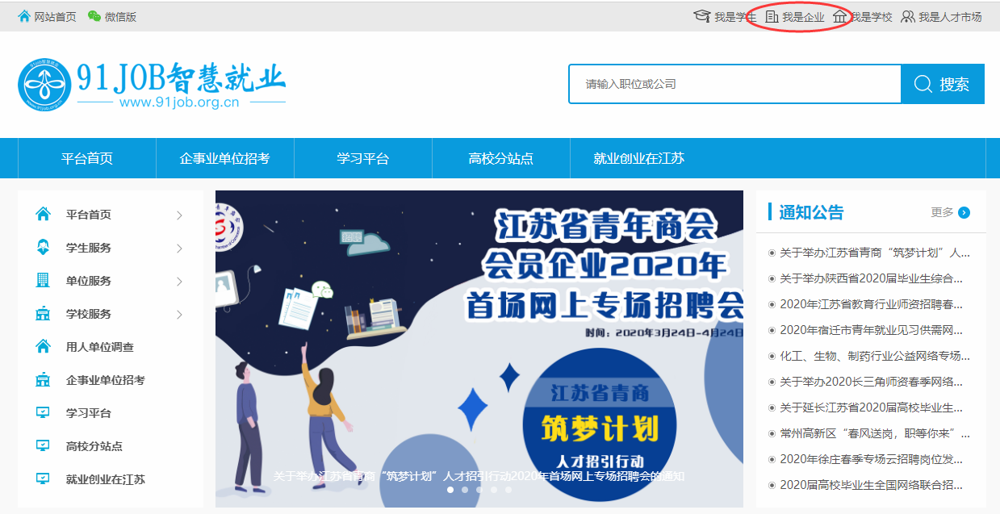 网站首页 微信版 我是学生 我是企业 我是学校 我是人才市场
91JOB智慧就业
www.91job.org.cn
请输入职位或公司 搜索
平台首页 企事业单位招考 学习平台 高校分站点 就业创业在江苏
平台首页
学生服务
单位服务
学校服务
用人单位调查
企事业单位招考
学习平台
高校分站点
就业创业在江苏
江苏省青年商会
会员企业2020年
首场网上专场招聘会
时间：2020年3月24日-4月24日
江苏省青商
筑梦计划
人才招引行动
关于举办江苏省青商“筑梦计划”人才招引行动2020年首场网上专场招聘会的通知
通知公告 更多
关于举办江苏省青商“筑梦计划”人...
关于举办陕西省2020届毕业生综合...
2020年江苏省教育行业师资招聘春...
2020年宿迁市青年就业见习供需网...
化工、生物、制药行业公益网络专场...
关于举办2020长三角师资春季网络...
关于延长江苏省2020届高校毕业生...
常州高新区“春风送岗，职等你来”...
2020年徐庄春季专场云招聘岗位发...
2020届高校毕业生全国网络联合招...